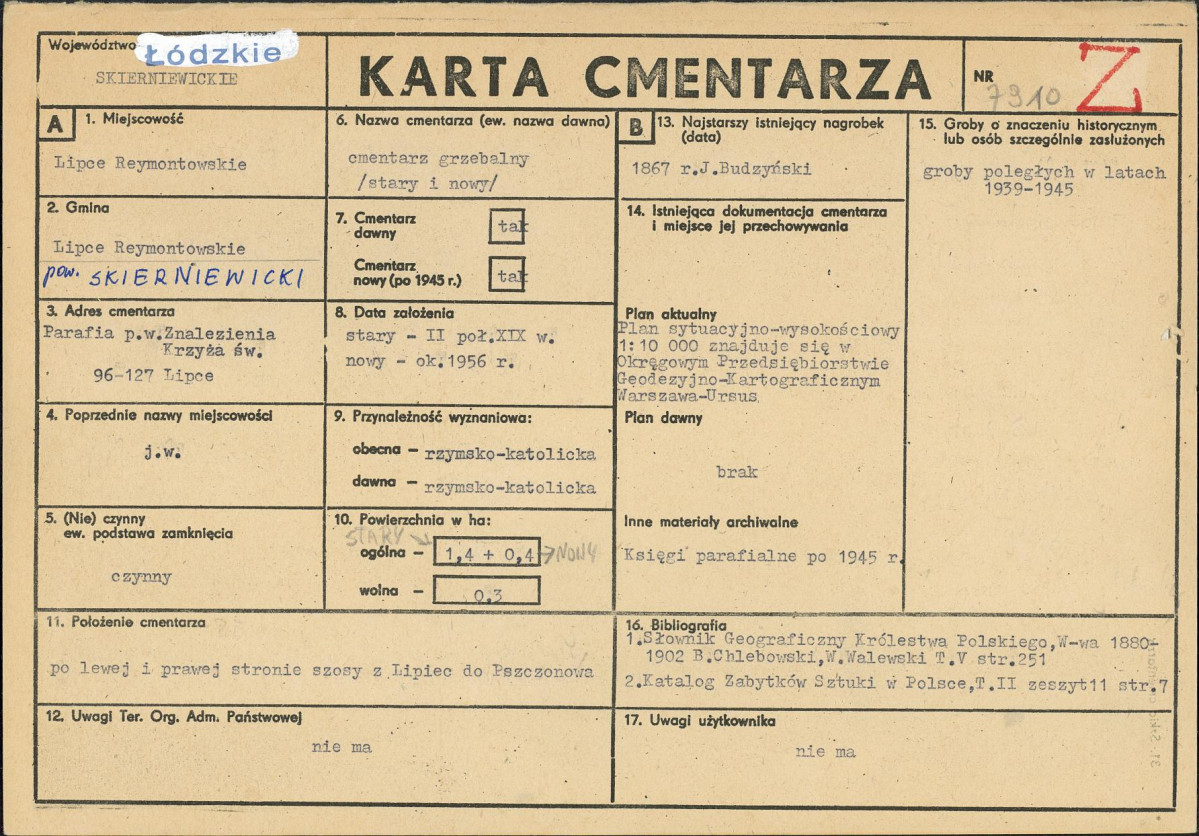 Województwo Łódzkie
SKIERNIEWICKIE
KARTA CMENTARZA
NR 7910 Z
A
1. Miejscowość
Lipce Reymontowskie
2. Gmina
Lipce Reymontowskie
pow. SKIERNIEWICKI
3. Adres cmentarza
Parafia p.w.Znalezienia
Krzyża św.
96-127 Lipce
4. Poprzednie nazwy miejscowości
j.w.
5. (Nie) czynny
ew. podstawa zamknięcia
czynny
6. Nazwa cmentarza (ew. nazwa dawna)
cmentarz grzebalny
/stary i nowy/
7. Cmentarz
dawny tak
Cmentarz
nowy (po 1945 r.) tak
8. Data założenia
stary - II poł.XIX w.
nowy - ok.1956 r.
9. Przynależność wyznaniowa:
obecna - rzymsko-katolicka
dawna - rzymsko-katolicka
10. Powierzchnia w ha:
STARY
ogólna - 1,4 + 0,4 → NOWY
wolna - 0,3
11. Położenie cmentarza
po lewej i prawej stronie szosy z Lipiec do Pszczonowa
12. Uwagi Ter. Org. Adm. Państwowej
nie ma
B
13. Najstarszy istniejący nagrobek
(data)
1867 r.J.Budzyński
14. Istniejąca dokumentacja cmentarza
i miejsce jej przechowywania
Plan aktualny
Plan sytuacyjno-wysokościowy
1:10 000 znajduje się w
Okręgowym Przedsiębiorstwie
Geodezyjno-Kartograficznym
Warszawa-Ursus.
Plan dawny
brak
Inne materiały archiwalne
Księgi parafialne po 1945 r.
15. Groby o znaczeniu historycznym
lub osób szczególnie zasłużonych
groby poległych w latach
1939-1945
16. Bibliografia
1.Słownik Geograficzny Królestwa Polskiego,W-wa 1880-
1902 B.Chlebowski,W.Walewski T.V str.251
2.Katalog Zabytków Sztuki w Polsce,T.II zeszyt11 str.7
17. Uwagi użytkownika
nie ma